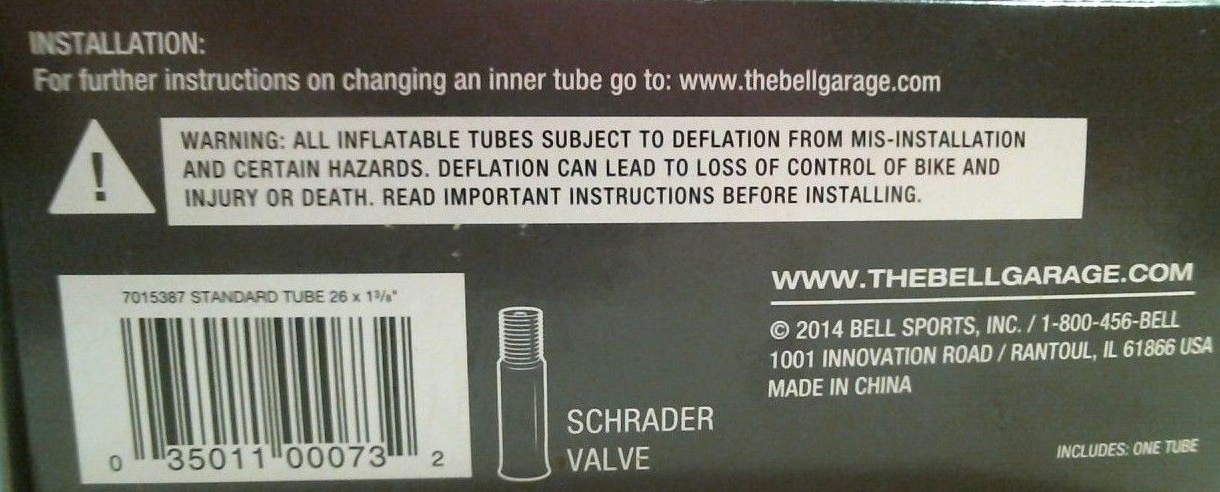 INSTALLATION:
For further instructions on changing an inner tube go to: www.thebellgarage.com
!
WARNING: ALL INFLATABLE TUBES SUBJECT TO DEFLATION FROM MIS-INSTALLATION
AND CERTAIN HAZARDS. DEFLATION CAN LEAD TO LOSS OF CONTROL OF BIKE AND
INJURY OR DEATH. READ IMPORTANT INSTRUCTIONS BEFORE INSTALLING.
7015387 STANDARD TUBE 26 x 1³/₈"
0 35011 00073 2
SCHRADER
VALVE
WWW.THEBELLGARAGE.COM
© 2014 BELL SPORTS, INC. / 1-800-456-BELL
1001 INNOVATION ROAD / RANTOUL, IL 61866 USA
MADE IN CHINA
INCLUDES: ONE TUBE